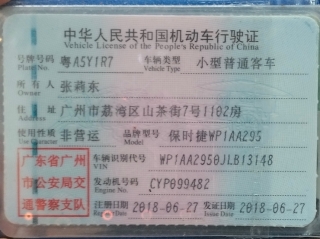 中华人民共和国机动车行驶证
Vehicle License of the People's Republic of China
号牌号码 粤A5Y1R7 车辆类型 小型普通客车
Plate No. Vehicle Type
所有人 张莉东
Owner
住址 广州市荔湾区山茶街7号1102房
Address
使用性质 非营运 品牌型号 保时捷WP1AA295
Use Character Model
广东省广州
市公安局交
通警察支队
车辆识别代号 WP1AA2950JLB13148
VIN
发动机号码 CYP099482
Engine No.
注册日期 2018-06-27 发证日期 2018-06-27
Register Date Issue Date